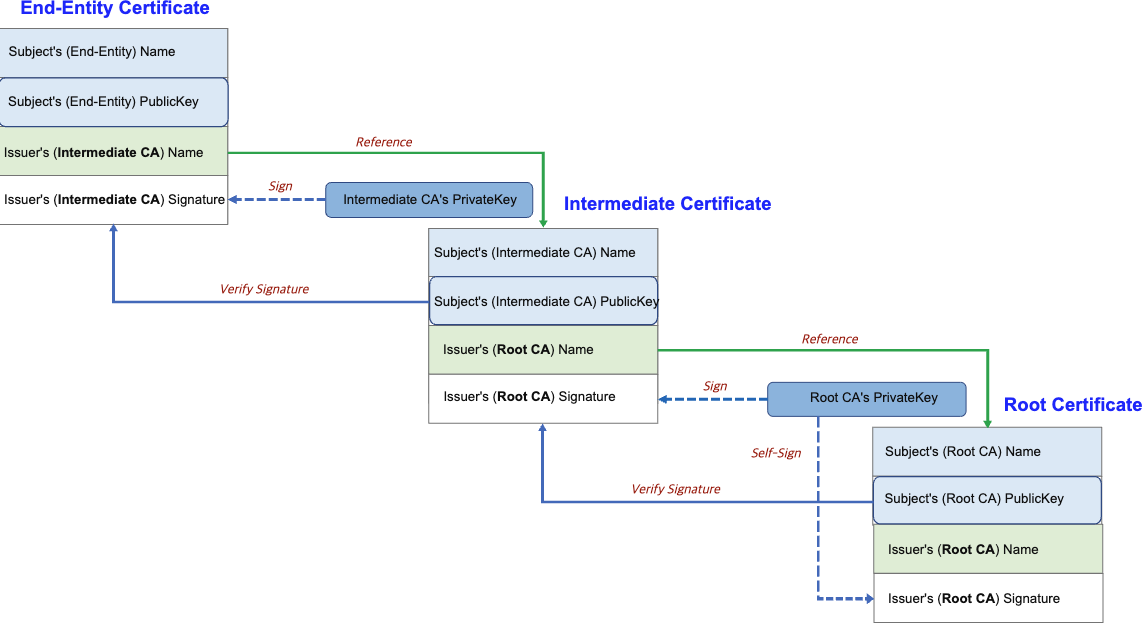 End-Entity Certificate
Subject's (End-Entity) Name
Subject's (End-Entity) PublicKey
Issuer's (Intermediate CA) Name
Reference
Issuer's (Intermediate CA) Signature
Sign
Intermediate CA's PrivateKey
Verify Signature
Intermediate Certificate
Subject's (Intermediate CA) Name
Subject's (Intermediate CA) PublicKey
Issuer's (Root CA) Name
Reference
Issuer's (Root CA) Signature
Sign
Root CA's PrivateKey
Self-Sign
Verify Signature
Root Certificate
Subject's (Root CA) Name
Subject's (Root CA) PublicKey
Issuer's (Root CA) Name
Issuer's (Root CA) Signature